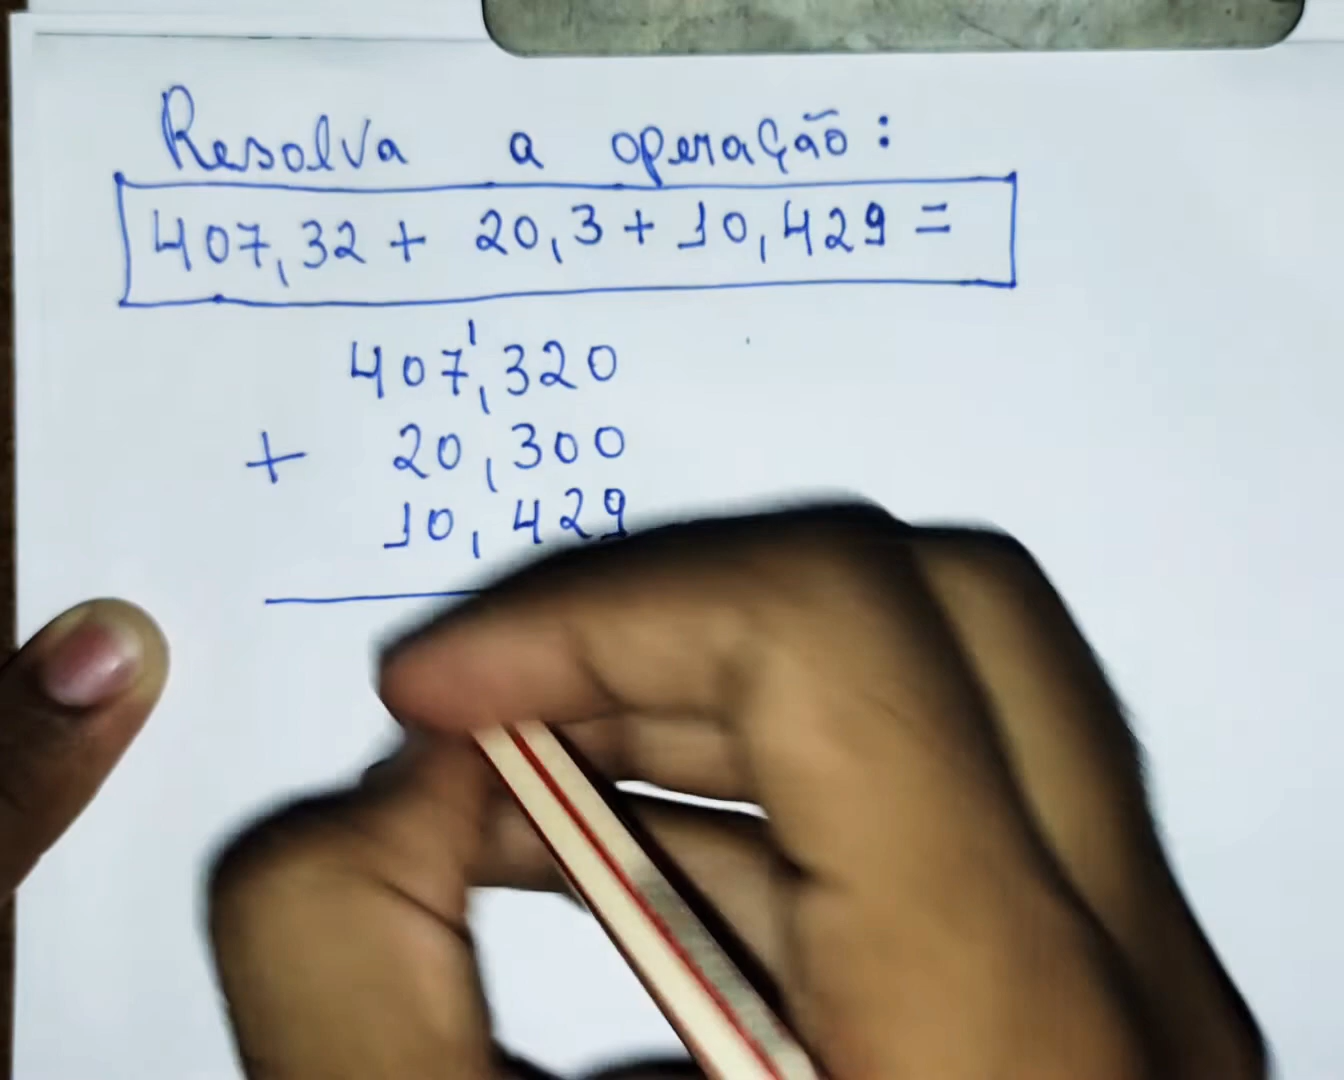 Resolva a operação:
407,32 + 20,3 + 10,429 =
1
407,320
+ 20,300
10,429